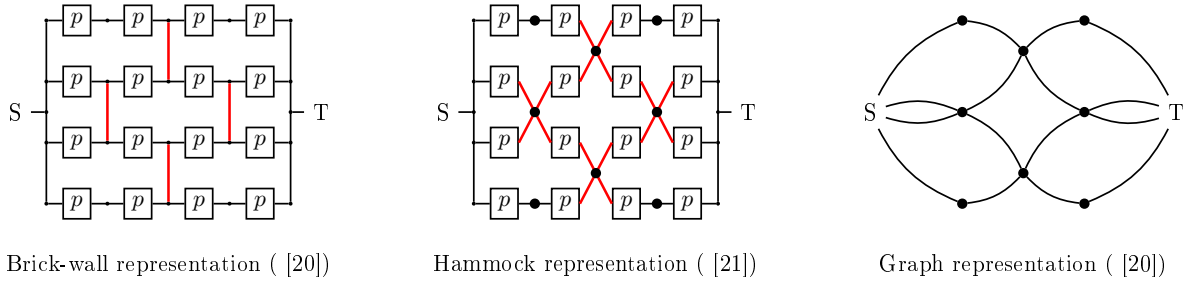 p p p p p p p p
p p p p p p p p
S T S T S T
p p p p p p p p
p p p p p p p p
Brick-wall representation ( [20]) Hammock representation ( [21]) Graph representation ( [20])